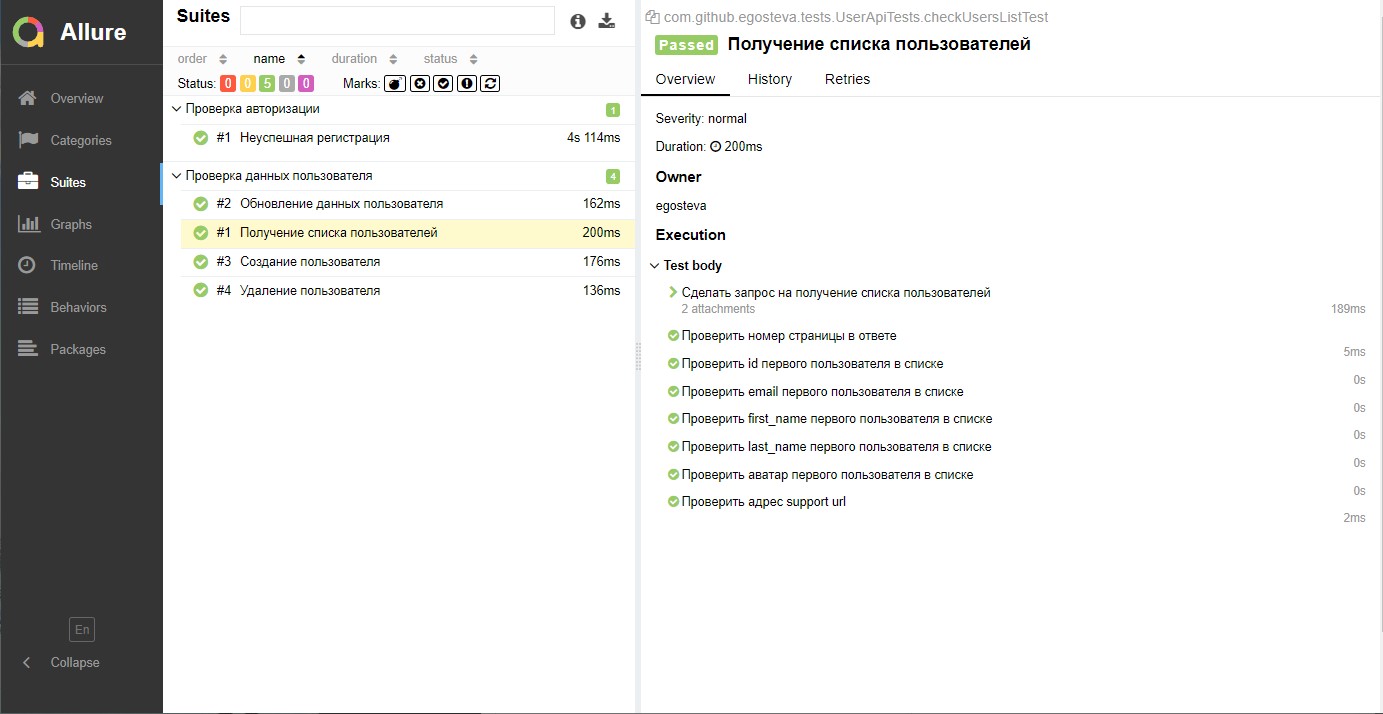 Allure
Overview
Categories
Suites
Graphs
Timeline
Behaviors
Packages
En
Collapse
Suites
order name duration status
Status: 0 0 5 0 0 Marks:
Проверка авторизации 1
#1 Неуспешная регистрация 4s 114ms
Проверка данных пользователя 4
#2 Обновление данных пользователя 162ms
#1 Получение списка пользователей 200ms
#3 Создание пользователя 176ms
#4 Удаление пользователя 136ms
com.github.egosteva.tests.UserApiTests.checkUsersListTest
Passed Получение списка пользователей
Overview History Retries
Severity: normal
Duration: 200ms
Owner
egosteva
Execution
Test body
Сделать запрос на получение списка пользователей
2 attachments 189ms
Проверить номер страницы в ответе
5ms
Проверить id первого пользователя в списке
0s
Проверить email первого пользователя в списке
0s
Проверить first_name первого пользователя в списке
0s
Проверить last_name первого пользователя в списке
0s
Проверить аватар первого пользователя в списке
0s
Проверить адрес support url
2ms